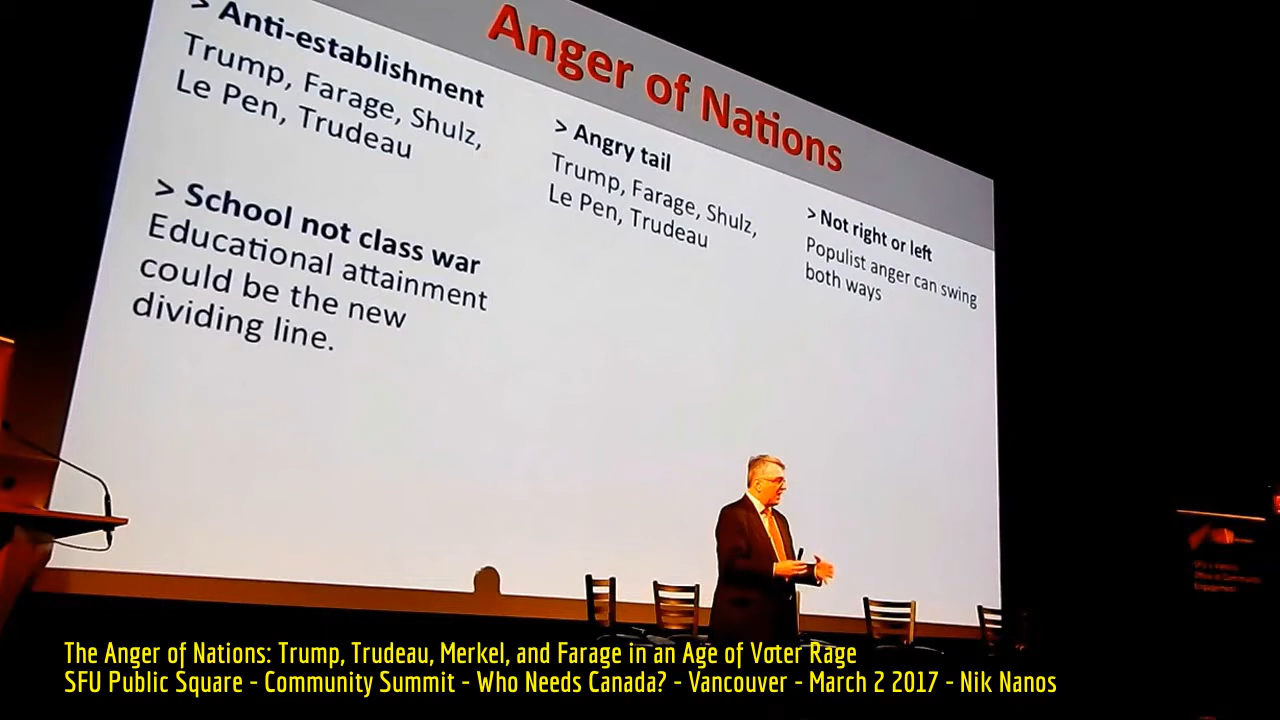 Anger of Nations
> Anti-establishment
Trump, Farage, Shulz,
Le Pen, Trudeau
> School not class war
Educational attainment
could be the new
dividing line.
> Angry tail
Trump, Farage, Shulz,
Le Pen, Trudeau
> Not right or left
Populist anger can swing
both ways
The Anger of Nations: Trump, Trudeau, Merkel, and Farage in an Age of Voter Rage
SFU Public Square - Community Summit - Who Needs Canada? - Vancouver - March 2 2017 - Nik Nanos